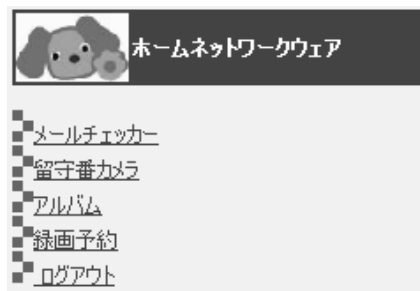 ホームネットワークウェア
メールチェッカー
留守番カメラ
アルバム
録画予約
ログアウト